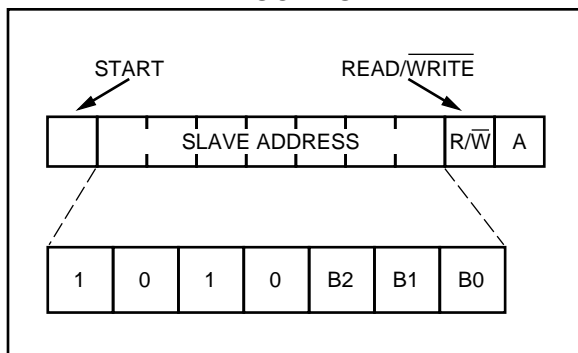 START READ/WRITE
SLAVE ADDRESS R/W A
1 0 1 0 B2 B1 B0